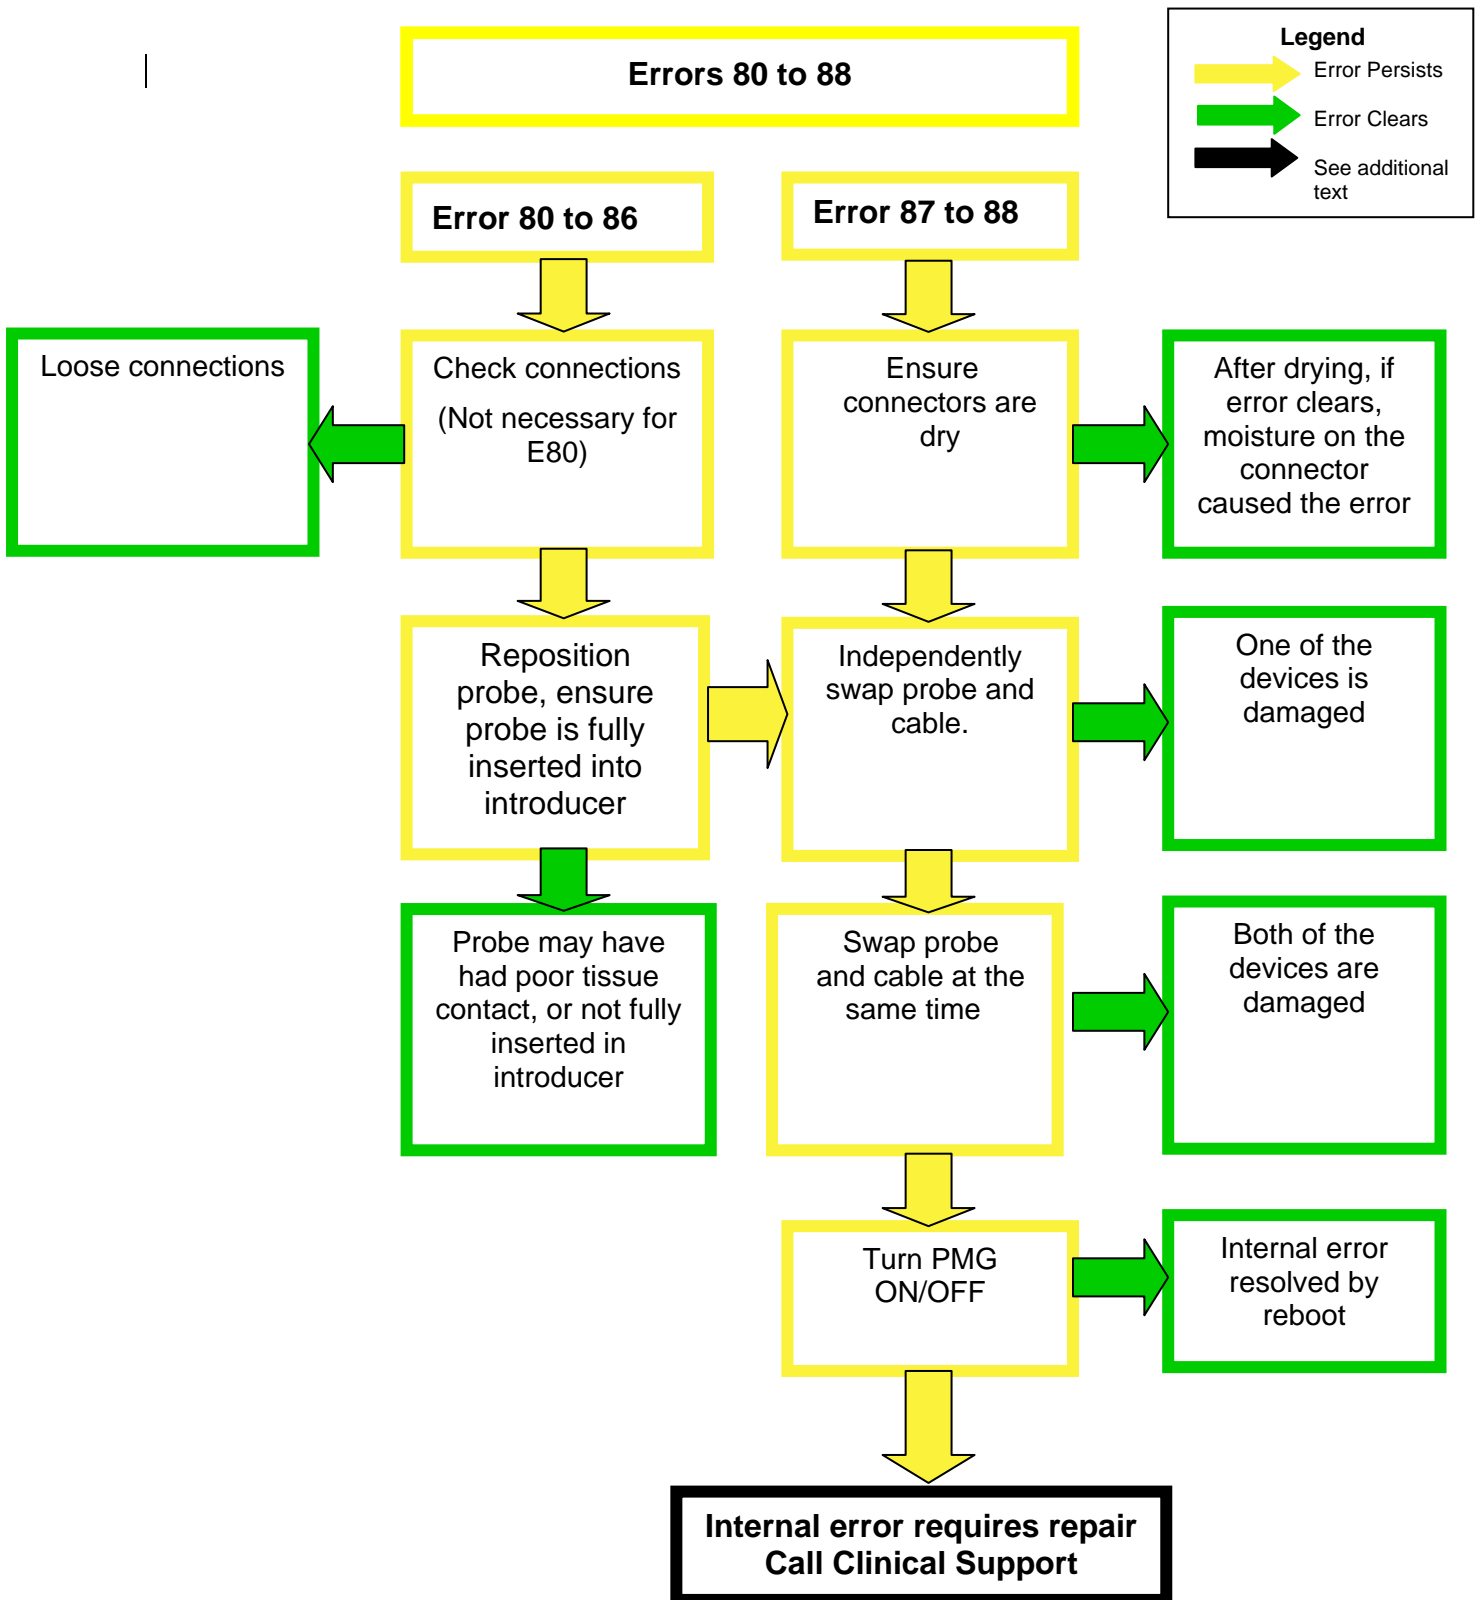 Errors 80 to 88
Legend
Error Persists
Error Clears
See additional
text
Error 80 to 86
Error 87 to 88
Loose connections
Check connections
(Not necessary for
E80)
Ensure
connectors are
dry
After drying, if
error clears,
moisture on the
connector
caused the error
Reposition
probe, ensure
probe is fully
inserted into
introducer
Independently
swap probe and
cable.
One of the
devices is
damaged
Probe may have
had poor tissue
contact, or not fully
inserted in
introducer
Swap probe
and cable at the
same time
Both of the
devices are
damaged
Turn PMG
ON/OFF
Internal error
resolved by
reboot
Internal error requires repair
Call Clinical Support